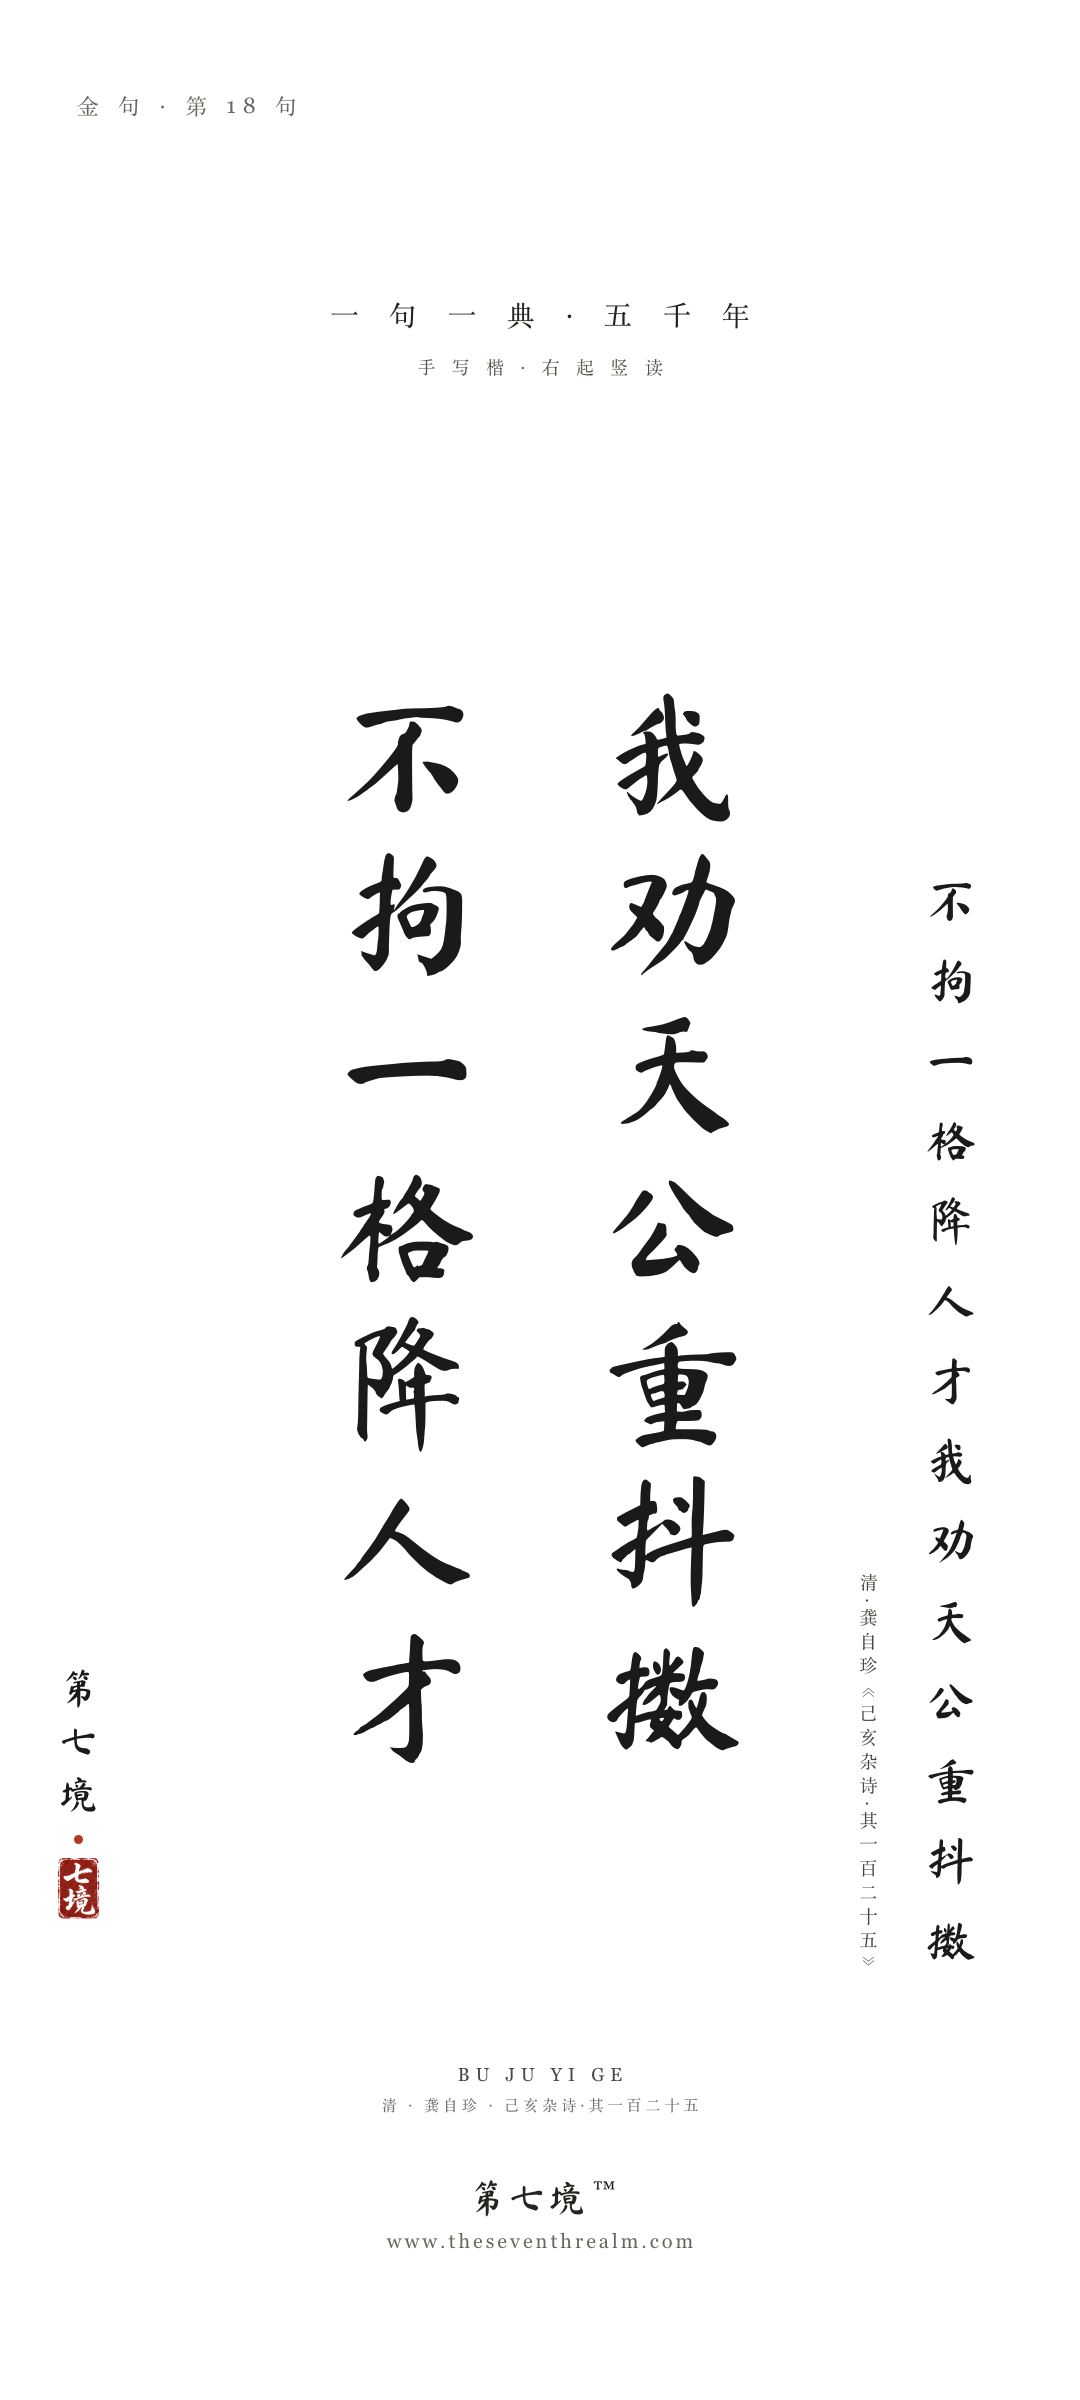 金句·第18句
一句一典·五千年
手写楷·右起竖读
我劝天公重抖擞
不拘一格降人才
不拘一格降人才我劝天公重抖擞
清·龚自珍《己亥杂诗·其一百二十五》
第七境
七境
BU JU YI GE
清 · 龚自珍 · 己亥杂诗·其一百二十五
第七境™
www.theseventhrealm.com